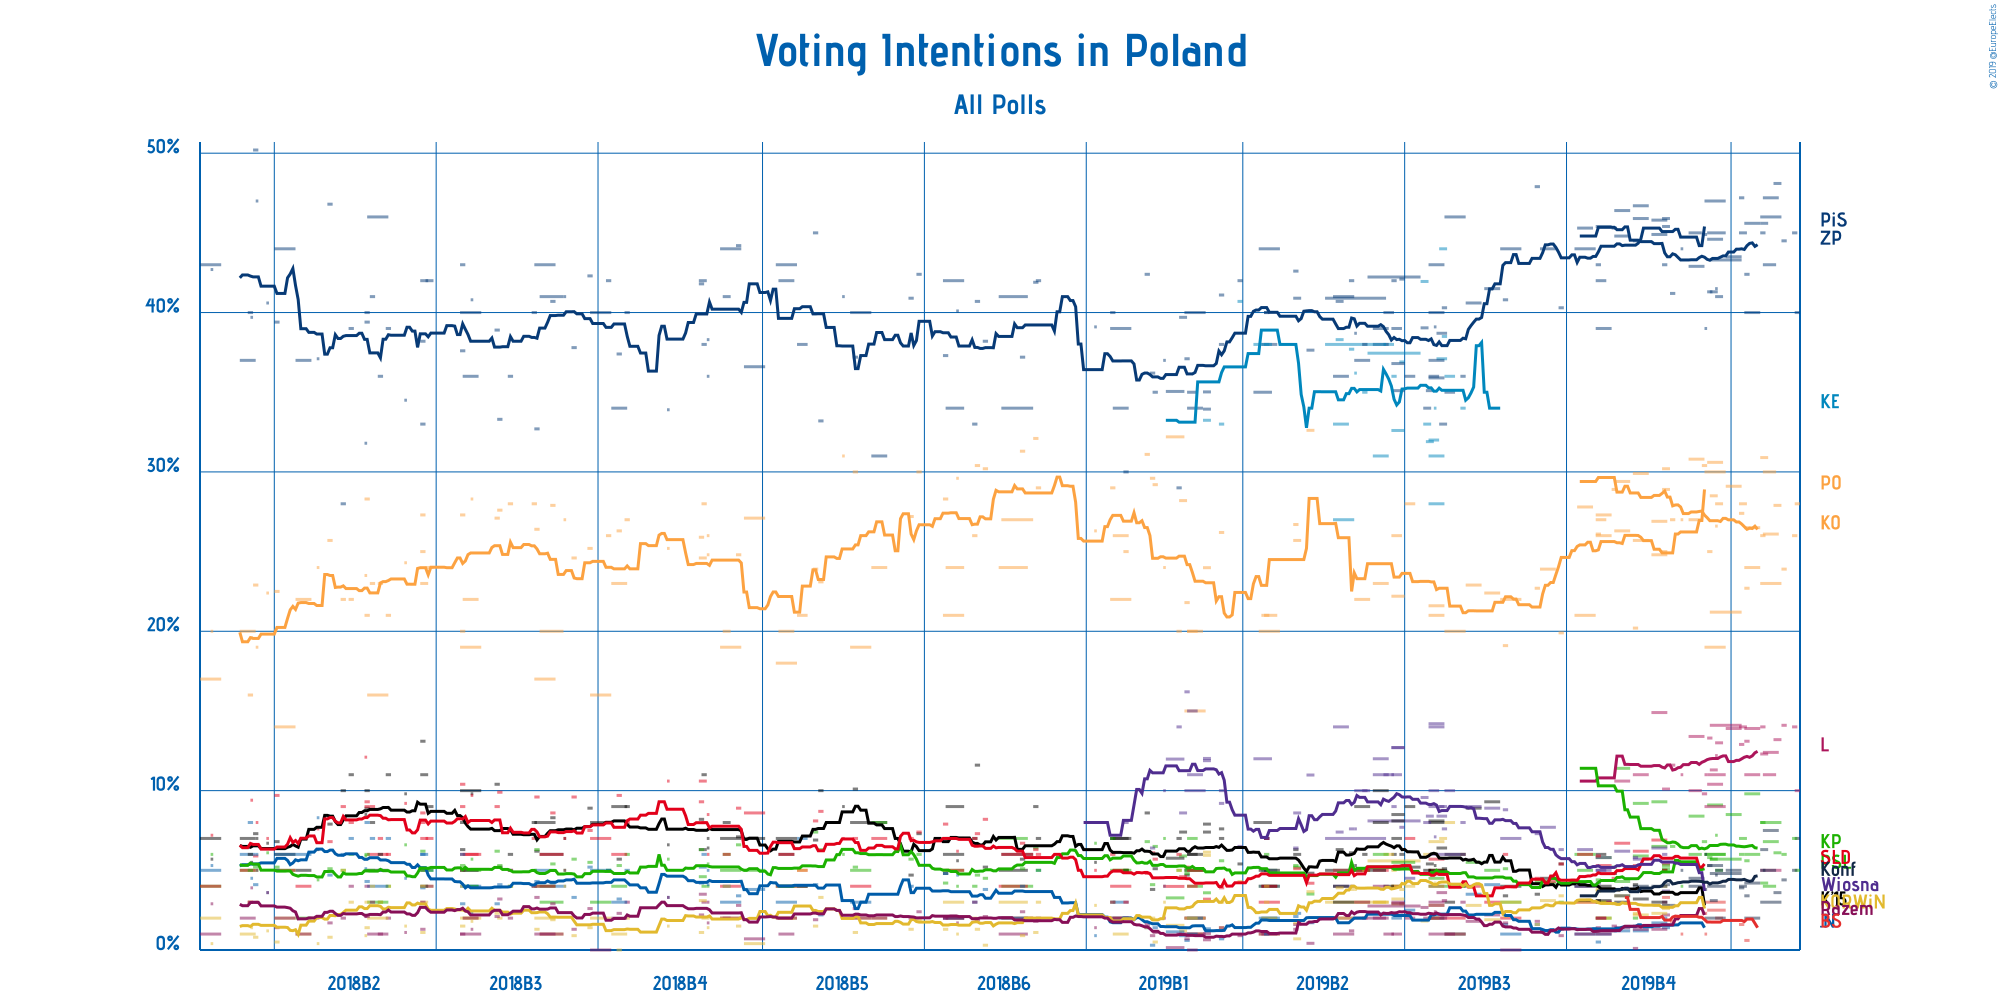 © 2019 @EuropeElects
Voting Intentions in Poland
All Polls
50%
40%
30%
20%
10%
0%
PiS
ZP
KE
PO
KO
L
KP
SLD
Konf
Wiosna
K'15
Razem
2018B2
2018B3
2018B4
2018B5
2018B6
2019B1
2019B2
2019B3
2019B4